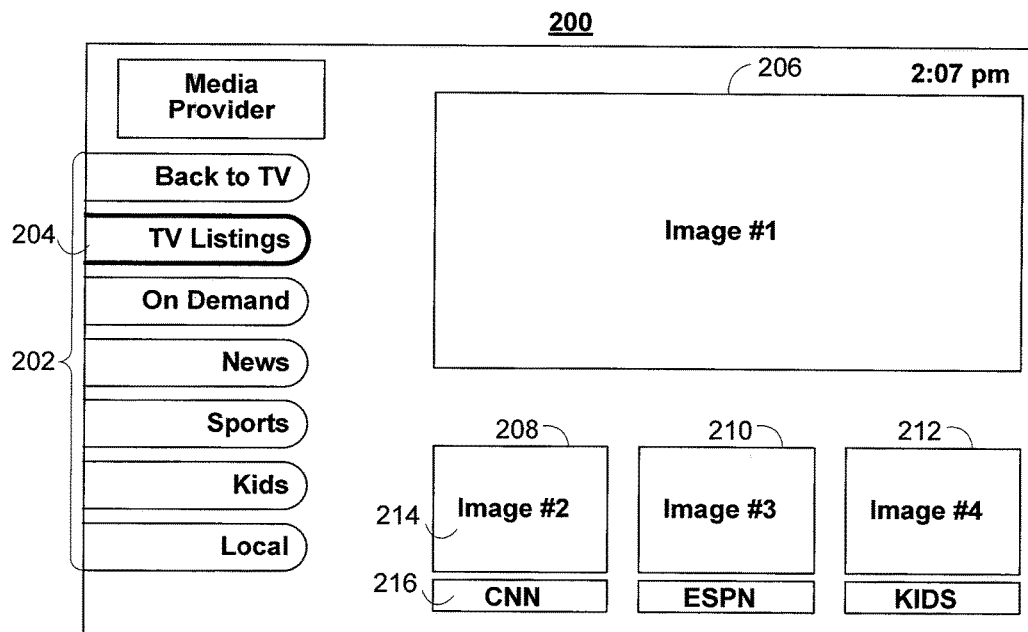 200
206
2:07 pm
Media
Provider
Back to TV
204
TV Listings
Image #1
On Demand
202
News
Sports
Kids
Local
208
210
212
214
Image #2
Image #3
Image #4
216
CNN
ESPN
KIDS